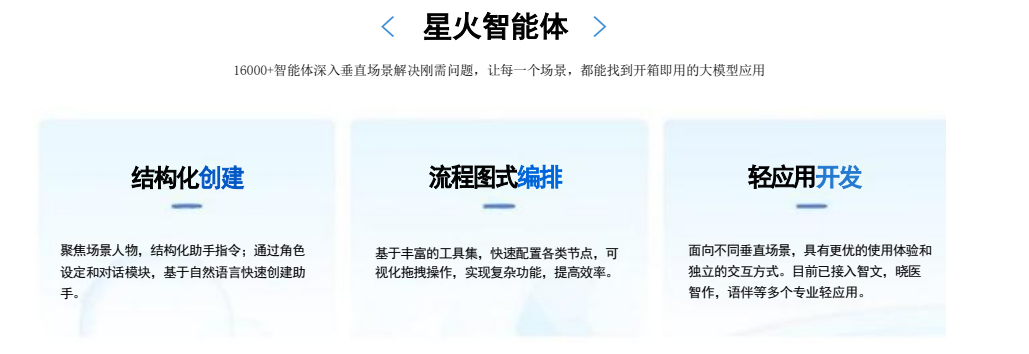 星火智能体
16000+智能体深入垂直场景解决刚需问题，让每一个场景，都能找到开箱即用的大模型应用
结构化创建
聚焦场景人物，结构化助手指令；通过角色
设定和对话模块，基于自然语言快速创建助
手。
流程图式编排
基于丰富的工具集，快速配置各类节点，可
视化拖拽操作，实现复杂功能，提高效率。
轻应用开发
面向不同垂直场景，具有更优的使用体验和
独立的交互方式。目前已接入智文，晓医
智作，语伴等多个专业轻应用。